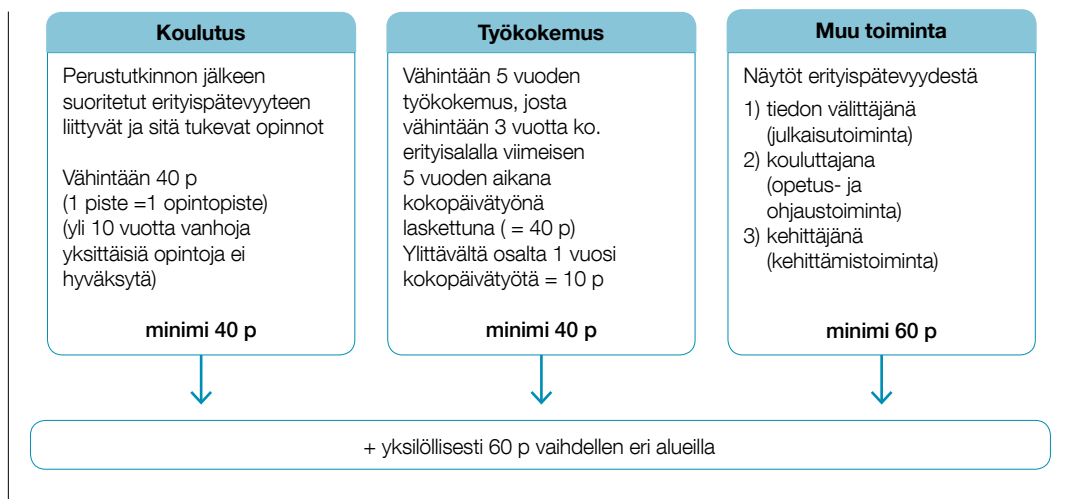 Koulutus
Perustutkinnon jälkeen
suoritetut erityispätevyyteen
liittyvät ja sitä tukevat opinnot
Vähintään 40 p
(1 piste =1 opintopiste)
(yli 10 vuotta vanhoja
yksittäisiä opintoja ei
hyväksytä)
minimi 40 p
Työkokemus
Vähintään 5 vuoden
työkokemus, josta
vähintään 3 vuotta ko.
erityisalalla viimeisen
5 vuoden aikana
kokopäivätyönä
laskettuna ( = 40 p)
Ylittävältä osalta 1 vuosi
kokopäivätyötä = 10 p
minimi 40 p
Muu toiminta
Näytöt erityispätevyydestä
1) tiedon välittäjänä
(julkaisutoiminta)
2) kouluttajana
(opetus- ja
ohjaustoiminta)
3) kehittäjänä
(kehittämistoiminta)
minimi 60 p
+ yksilöllisesti 60 p vaihdellen eri alueilla